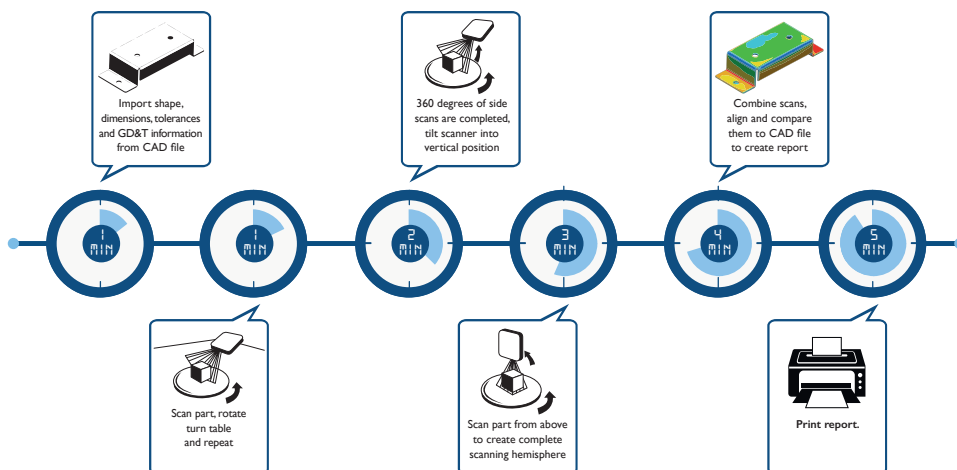 Import shape,
dimensions, tolerances
and GD&T information
from CAD file
360 degrees of side
scans are completed,
tilt scanner into
vertical position
Combine scans,
align and compare
them to CAD file
to create report
1
MIN
1
MIN
2
MIN
3
MIN
4
MIN
5
MIN
Scan part, rotate
turn table
and repeat
Scan part from above
to create complete
scanning hemisphere
Print report.